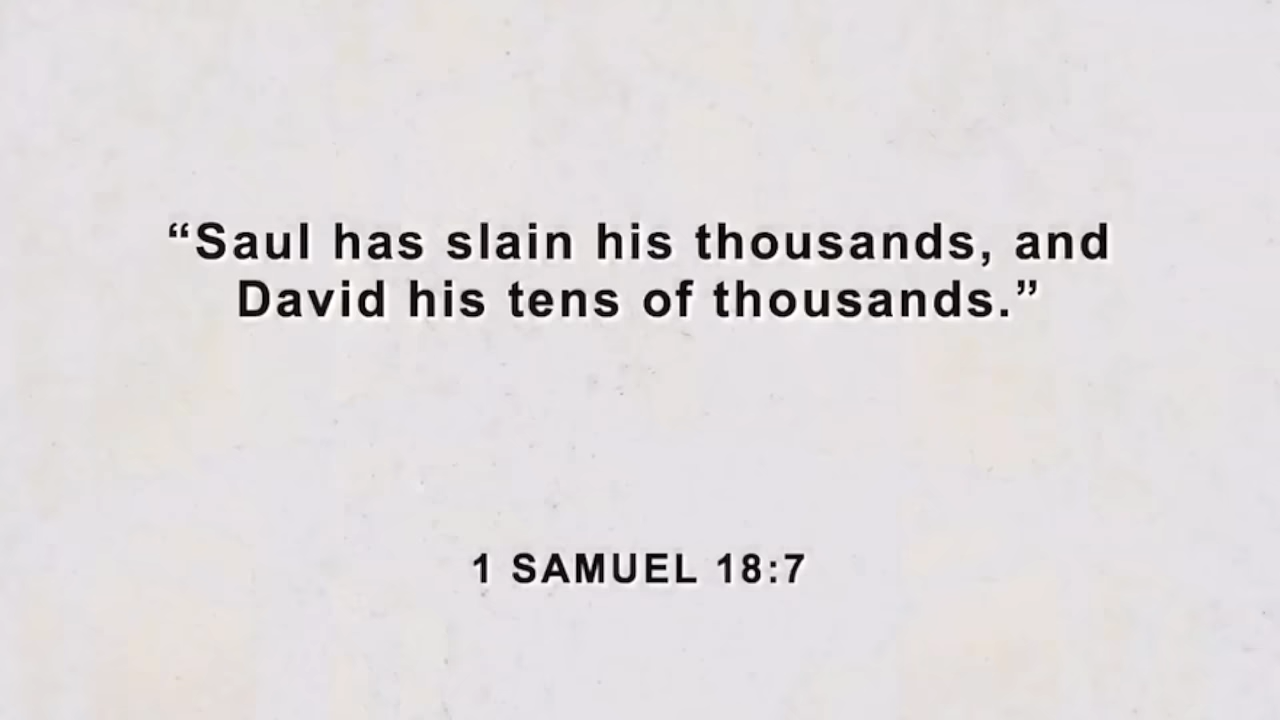 “Saul has slain his thousands, and
David his tens of thousands.”
1 SAMUEL 18:7